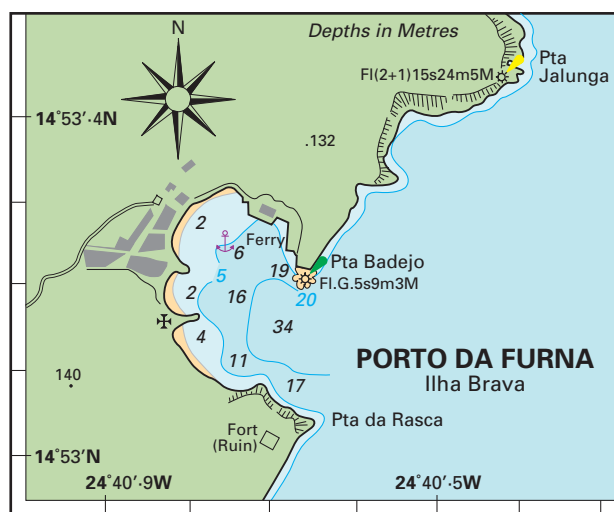 N
Depths in Metres
Pta
Jalunga
Fl(2+1)15s24m5M
14°53'·4N
.132
2
Ferry
6
5
19
Pta Badejo
Fl.G.5s9m3M
20
2
16
4
34
11
PORTO DA FURNA
Ilha Brava
140
17
Pta da Rasca
Fort
(Ruin)
14°53'N
24°40'·9W
24°40'·5W